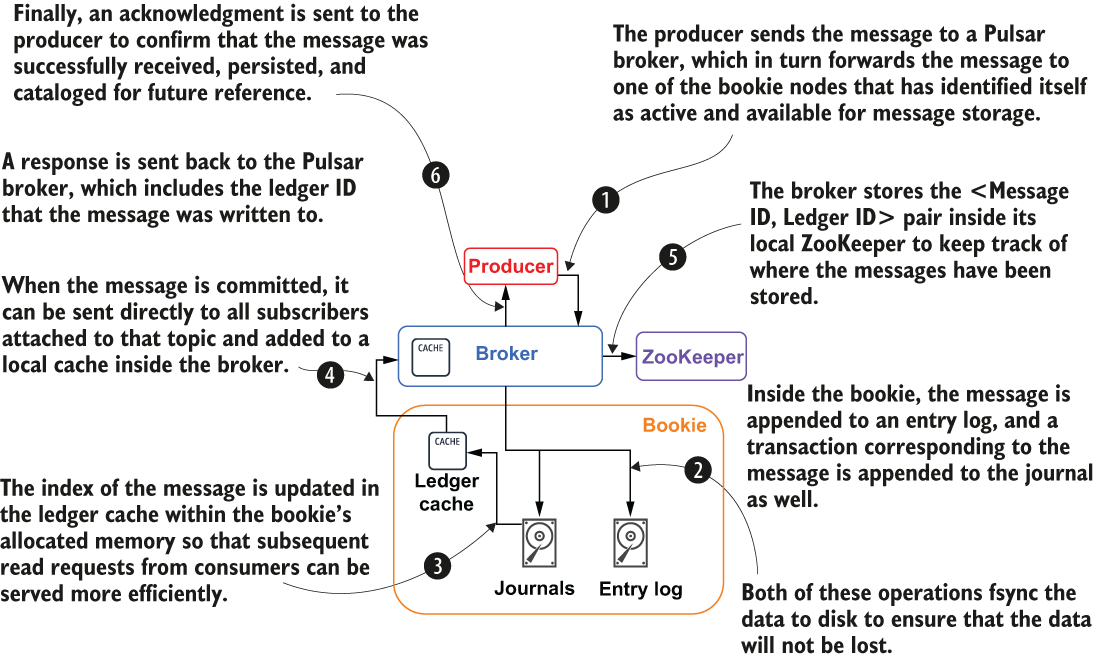 Finally, an acknowledgment is sent to the
producer to confirm that the message was
successfully received, persisted, and
cataloged for future reference.
The producer sends the message to a Pulsar
broker, which in turn forwards the message to
one of the bookie nodes that has identified itself
as active and available for message storage.
A response is sent back to the Pulsar
broker, which includes the ledger ID
that the message was written to.
6
1
The broker stores the <Message
ID, Ledger ID> pair inside its
local ZooKeeper to keep track of
where the messages have been
stored.
5
Producer
When the message is committed, it
can be sent directly to all subscribers
attached to that topic and added to a
local cache inside the broker.
4
CACHE
Broker
ZooKeeper
Inside the bookie, the message is
appended to an entry log, and a
transaction corresponding to the
message is appended to the journal
as well.
Bookie
CACHE
Ledger
cache
2
The index of the message is updated in
the ledger cache within the bookie's
allocated memory so that subsequent
read requests from consumers can be
served more efficiently.
3
Journals
Entry log
Both of these operations fsync the
data to disk to ensure that the data
will not be lost.